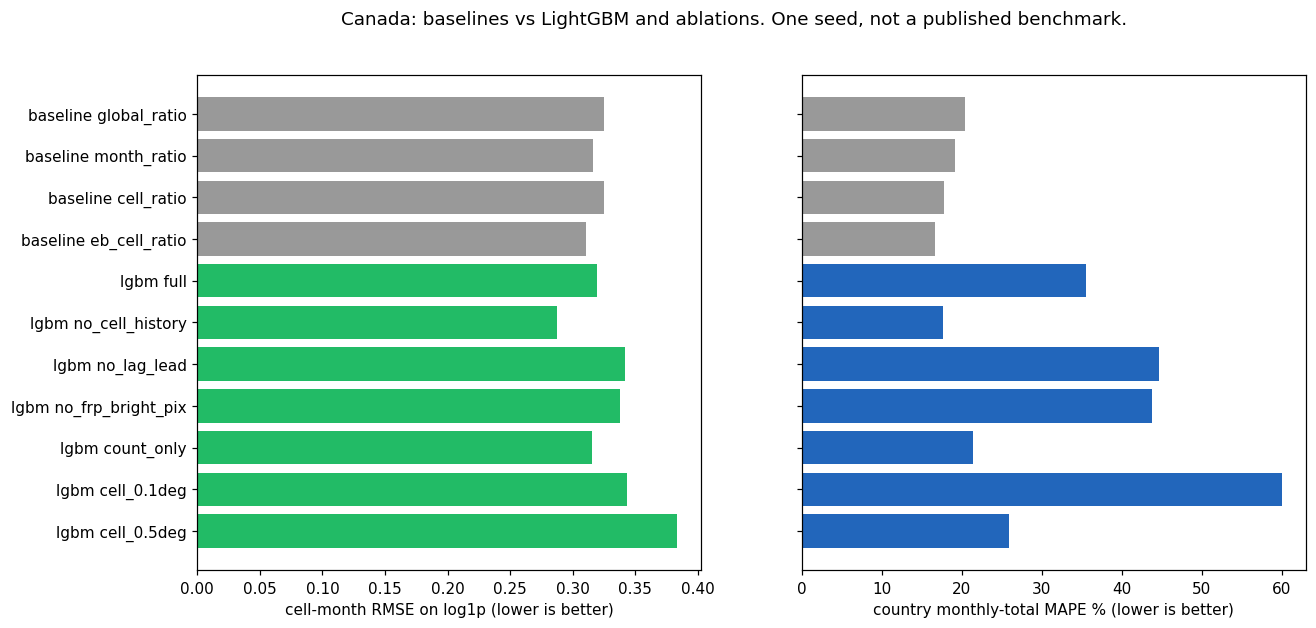 Canada: baselines vs LightGBM and ablations. One seed, not a published benchmark.
baseline global_ratio
baseline month_ratio
baseline cell_ratio
baseline eb_cell_ratio
lgbm full
lgbm no_cell_history
lgbm no_lag_lead
lgbm no_frp_bright_pix
lgbm count_only
lgbm cell_0.1deg
lgbm cell_0.5deg
0.00 0.05 0.10 0.15 0.20 0.25 0.30 0.35 0.40
cell-month RMSE on log1p (lower is better)
0 10 20 30 40 50 60
country monthly-total MAPE % (lower is better)